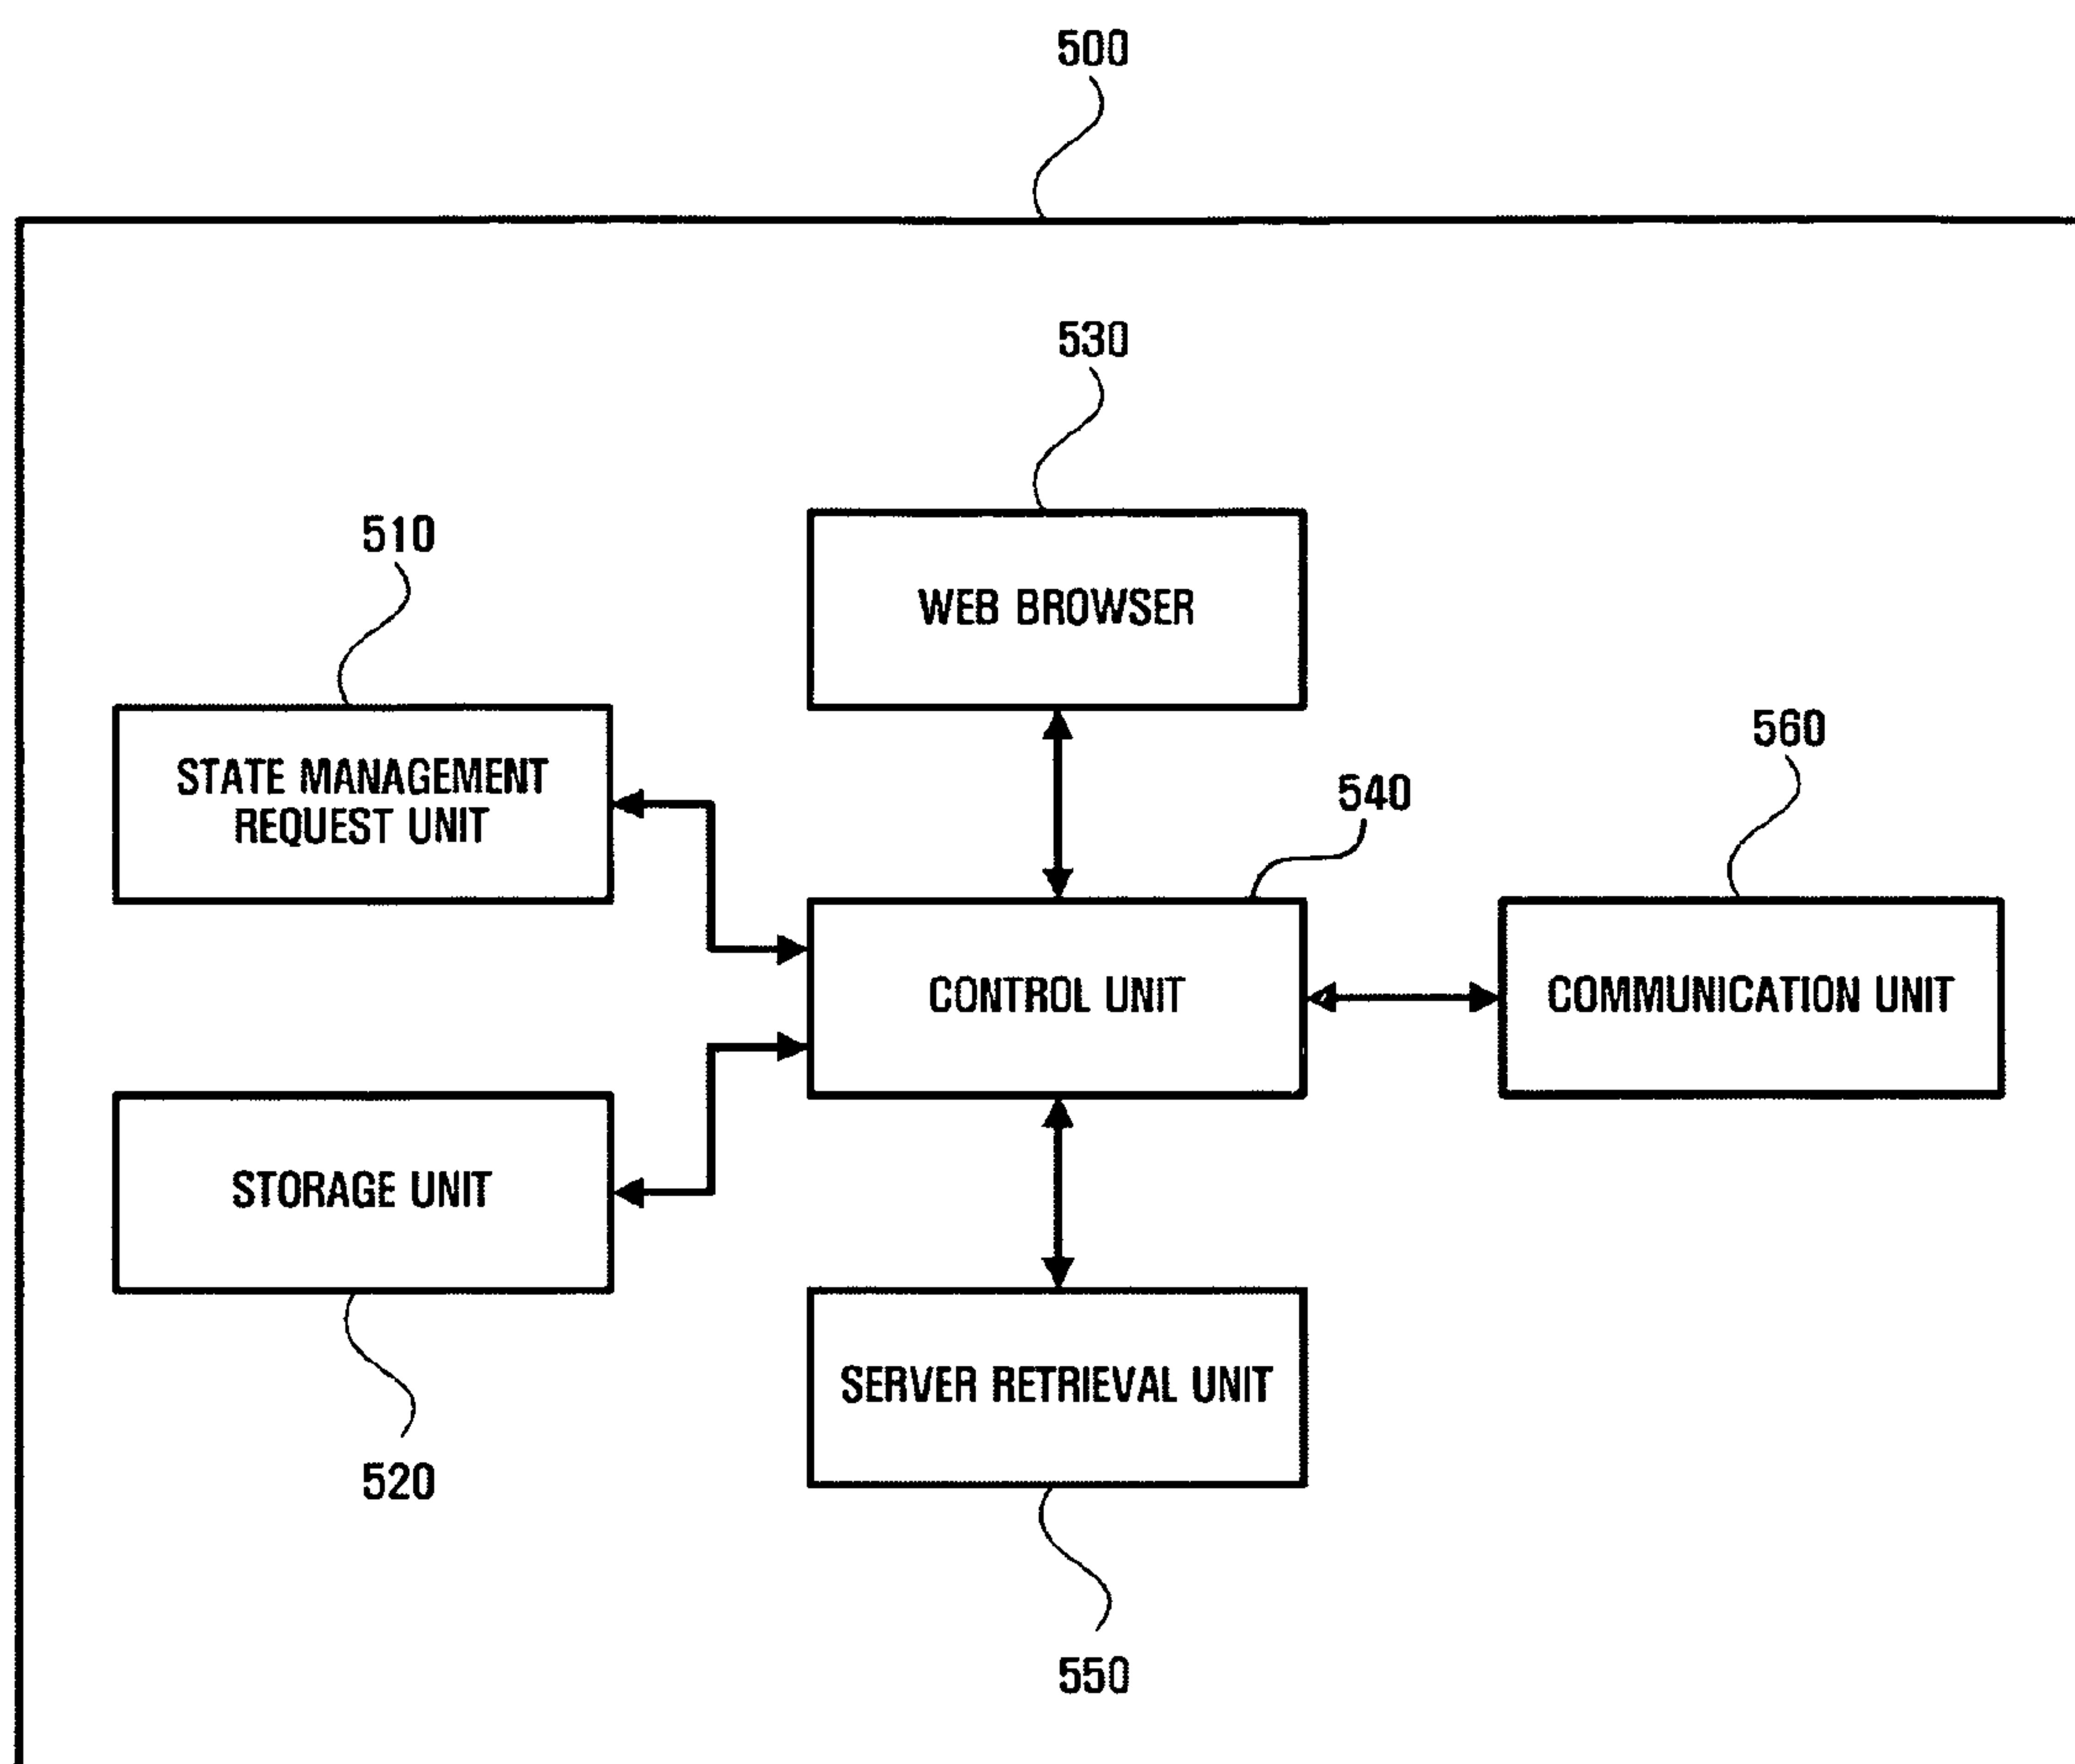 500
530
510
WEB BROWSER
560
STATE MANAGEMENT
REQUEST UNIT
540
CONTROL UNIT
COMMUNICATION UNIT
STORAGE UNIT
SERVER RETRIEVAL UNIT
520
550